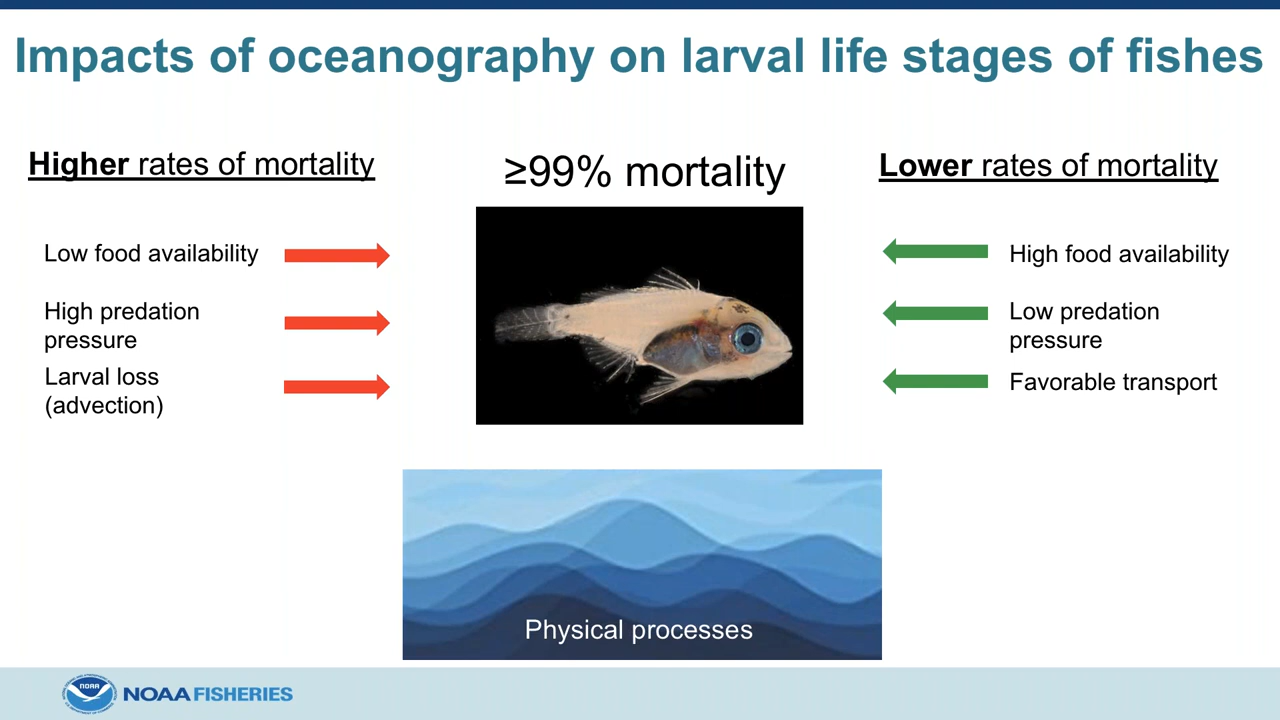 Impacts of oceanography on larval life stages of fishes
Higher rates of mortality
Low food availability
High predation
pressure
Larval loss
(advection)
≥99% mortality
Lower rates of mortality
High food availability
Low predation
pressure
Favorable transport
Physical processes
NOAA
NOAA FISHERIES